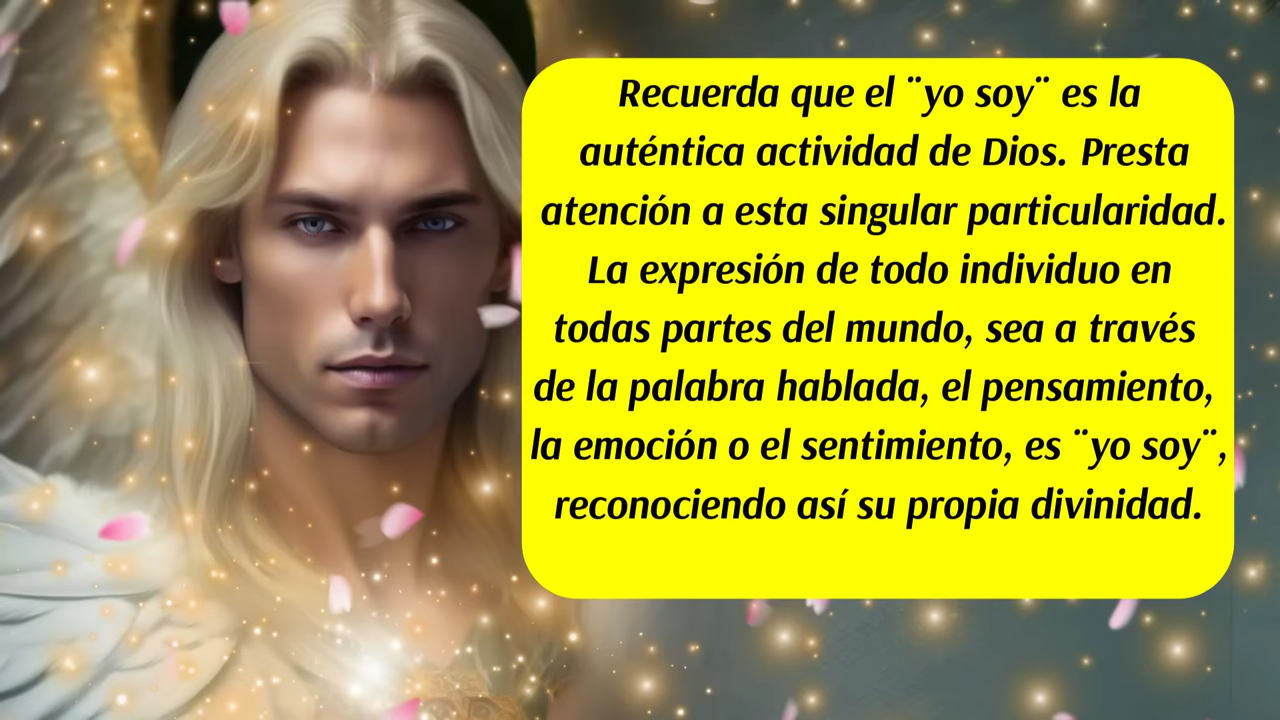 Recuerda que el ¨yo soy¨ es la
auténtica actividad de Dios. Presta
atención a esta singular particularidad.
La expresión de todo individuo en
todas partes del mundo, sea a través
de la palabra hablada, el pensamiento,
la emoción o el sentimiento, es ¨yo soy¨,
reconociendo así su propia divinidad.